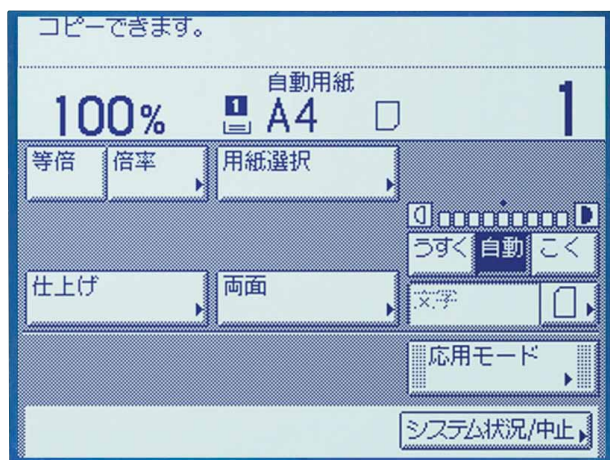 コピーできます。
自動用紙
100% 1 A4 1
等倍 倍率 用紙選択
うすく 自動 こく
仕上げ 両面 文字
応用モード
システム状況/中止